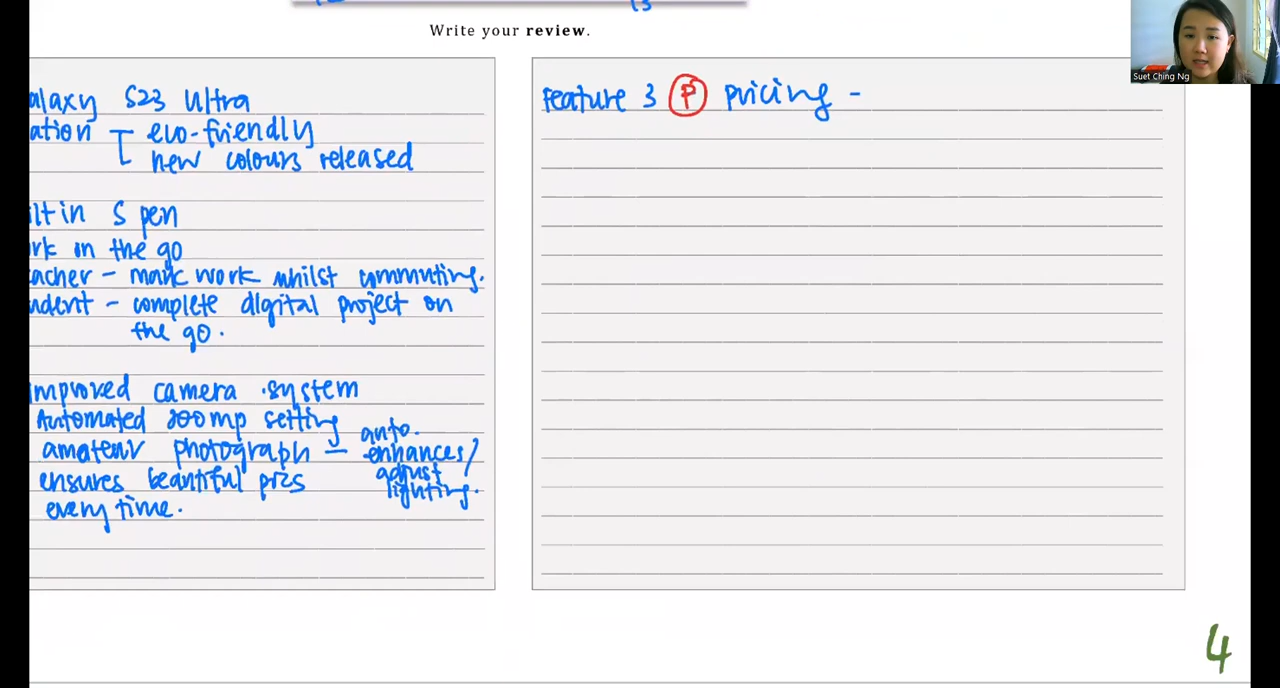 Write your review.
Suet Ching Ng
alaxy S23 Ultra
ation eco-friendly
new colours released
ilt in S pen
rk on the go
acher - mark work whilst commuting.
udent - complete digital project on
the go.
improved camera system
Automated 200mp setting
amateur photograph - auto.
enhances/
adjust
lighting.
ensures beautiful pics
every time.
Feature 3 P pricing -
4